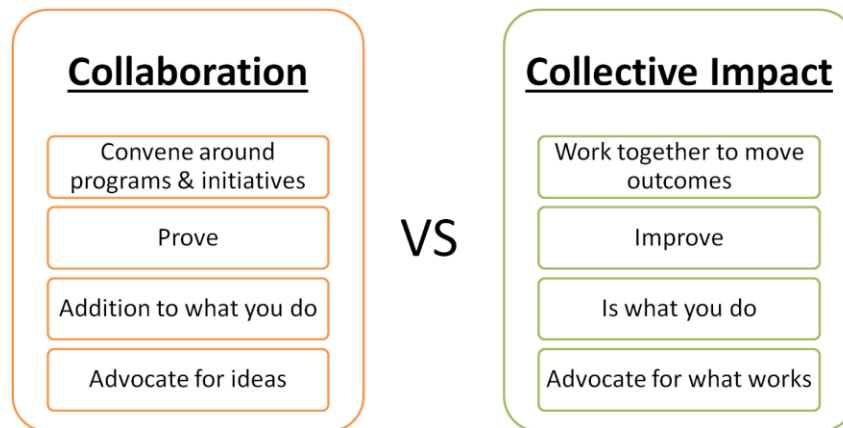 Collaboration
Convene around
programs & initiatives
Prove
Addition to what you do
Advocate for ideas
VS
Collective Impact
Work together to move
outcomes
Improve
Is what you do
Advocate for what works